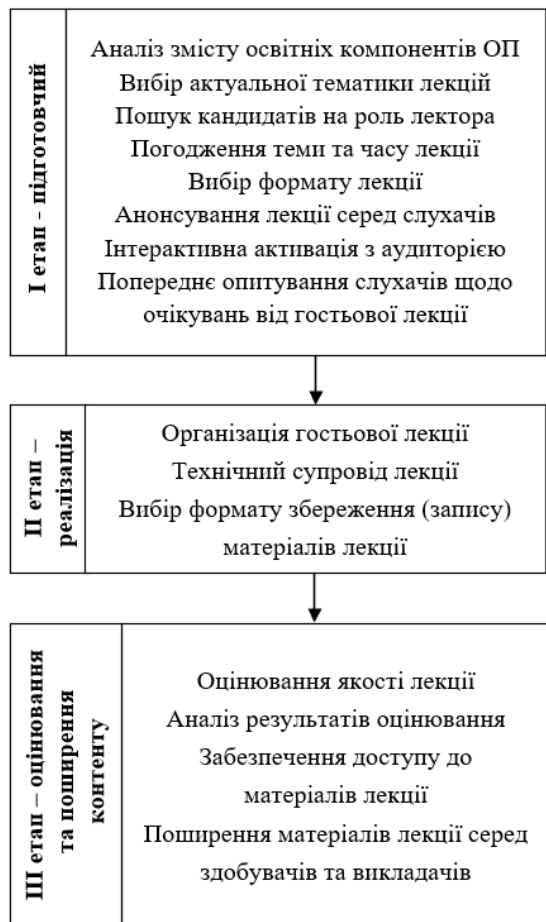 І етап - підготовчий
Аналіз змісту освітніх компонентів ОП
Вибір актуальної тематики лекцій
Пошук кандидатів на роль лектора
Погодження теми та часу лекції
Вибір формату лекції
Анонсування лекції серед слухачів
Інтерактивна активація з аудиторією
Попереднє опитування слухачів щодо
очікувань від гостьової лекції
ІІ етап –
реалізація
Організація гостьової лекції
Технічний супровід лекції
Вибір формату збереження (запису)
матеріалів лекції
ІІІ етап – оцінювання
та поширення
контенту
Оцінювання якості лекції
Аналіз результатів оцінювання
Забезпечення доступу до
матеріалів лекції
Поширення матеріалів лекції серед
здобувачів та викладачів